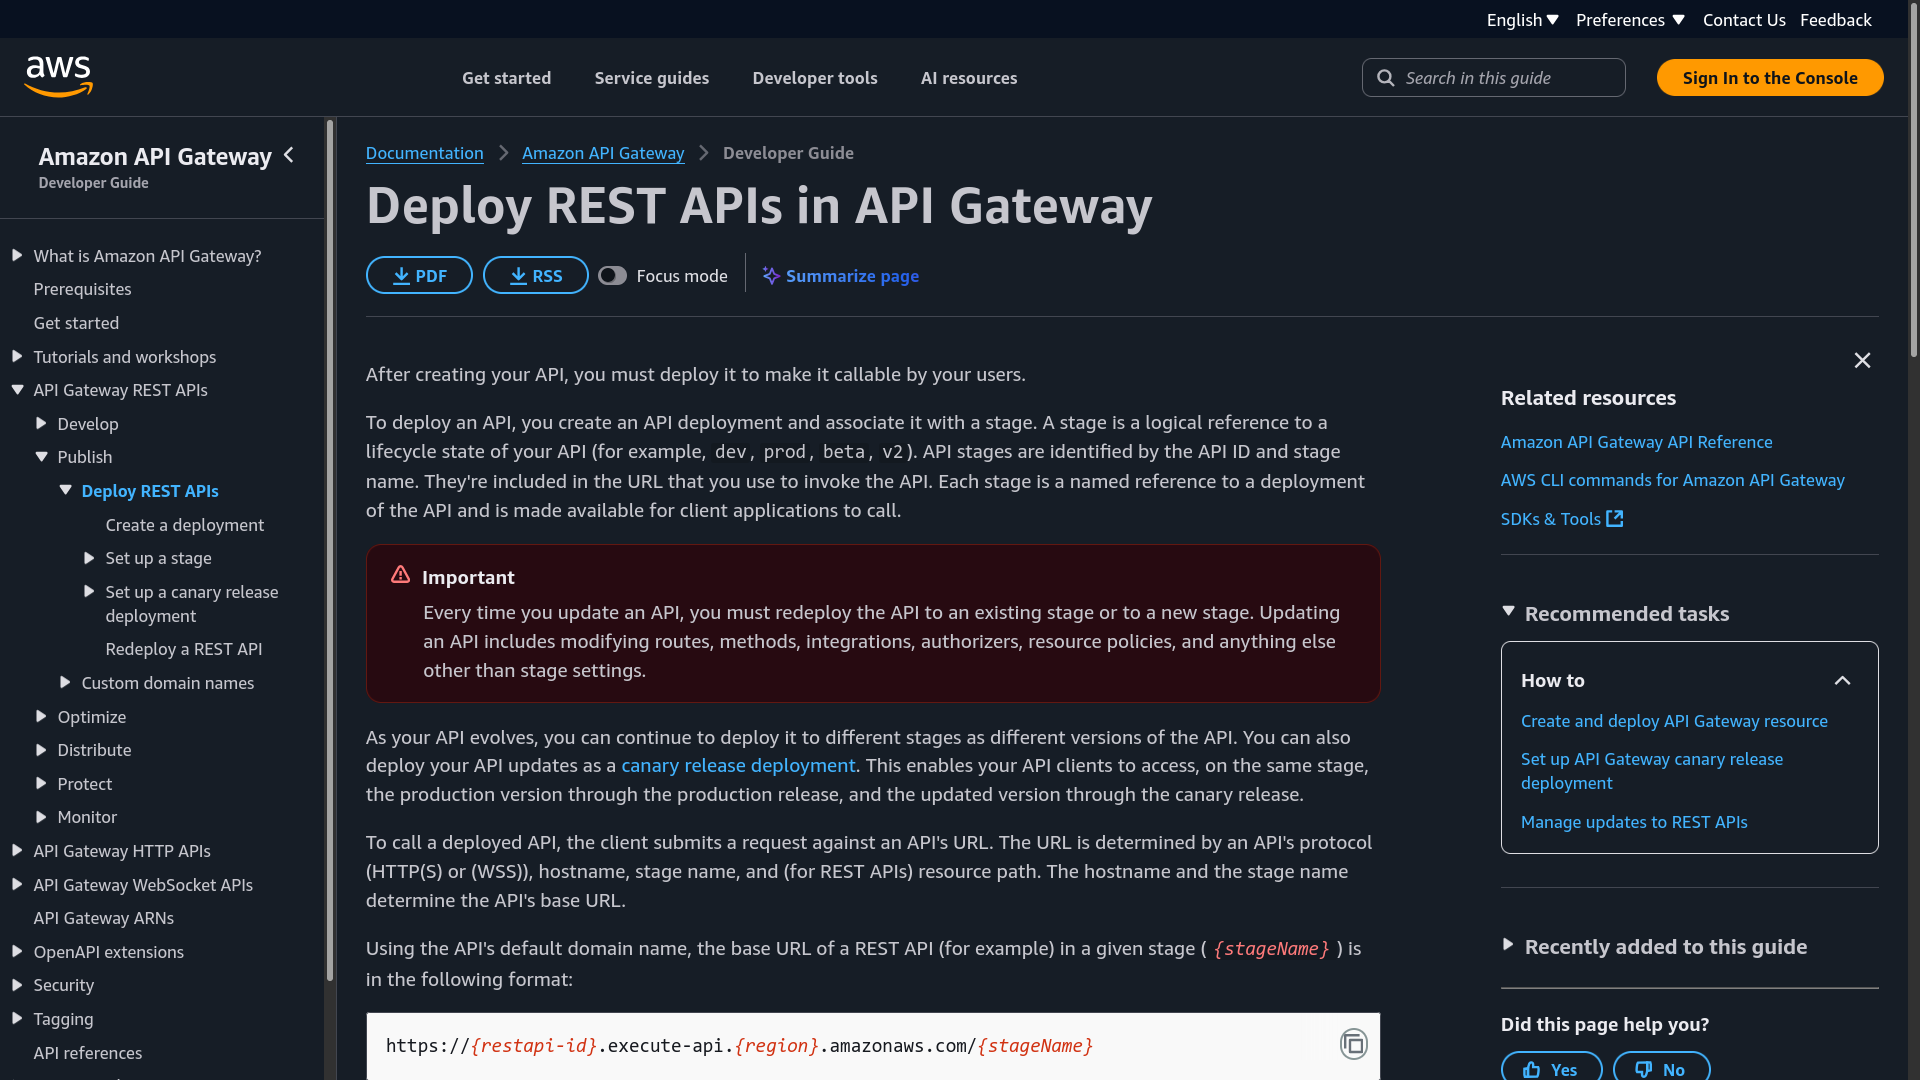 English
Preferences
Contact Us
Feedback
aws
Get started
Service guides
Developer tools
AI resources
Search in this guide
Sign In to the Console
Amazon API Gateway
Developer Guide
What is Amazon API Gateway?
Prerequisites
Get started
Tutorials and workshops
API Gateway REST APIs
Develop
Publish
Deploy REST APIs
Create a deployment
Set up a stage
Set up a canary release
deployment
Redeploy a REST API
Custom domain names
Optimize
Distribute
Protect
Monitor
API Gateway HTTP APIs
API Gateway WebSocket APIs
API Gateway ARNs
OpenAPI extensions
Security
Tagging
API references
Documentation
Amazon API Gateway
Developer Guide
Deploy REST APIs in API Gateway
PDF
RSS
Focus mode
Summarize page
After creating your API, you must deploy it to make it callable by your users.
To deploy an API, you create an API deployment and associate it with a stage. A stage is a logical reference to a
lifecycle state of your API (for example, dev, prod, beta, v2). API stages are identified by the API ID and stage
name. They're included in the URL that you use to invoke the API. Each stage is a named reference to a deployment
of the API and is made available for client applications to call.
Important
Every time you update an API, you must redeploy the API to an existing stage or to a new stage. Updating
an API includes modifying routes, methods, integrations, authorizers, resource policies, and anything else
other than stage settings.
As your API evolves, you can continue to deploy it to different stages as different versions of the API. You can also
deploy your API updates as a canary release deployment. This enables your API clients to access, on the same stage,
the production version through the production release, and the updated version through the canary release.
To call a deployed API, the client submits a request against an API's URL. The URL is determined by an API's protocol
(HTTP(S) or (WSS)), hostname, stage name, and (for REST APIs) resource path. The hostname and the stage name
determine the API's base URL.
Using the API's default domain name, the base URL of a REST API (for example) in a given stage ( {stageName} ) is
in the following format:
https://{restapi-id}.execute-api.{region}.amazonaws.com/{stageName}
Related resources
Amazon API Gateway API Reference
AWS CLI commands for Amazon API Gateway
SDKs & Tools
Recommended tasks
How to
Create and deploy API Gateway resource
Set up API Gateway canary release
deployment
Manage updates to REST APIs
Recently added to this guide
Did this page help you?
Yes
No